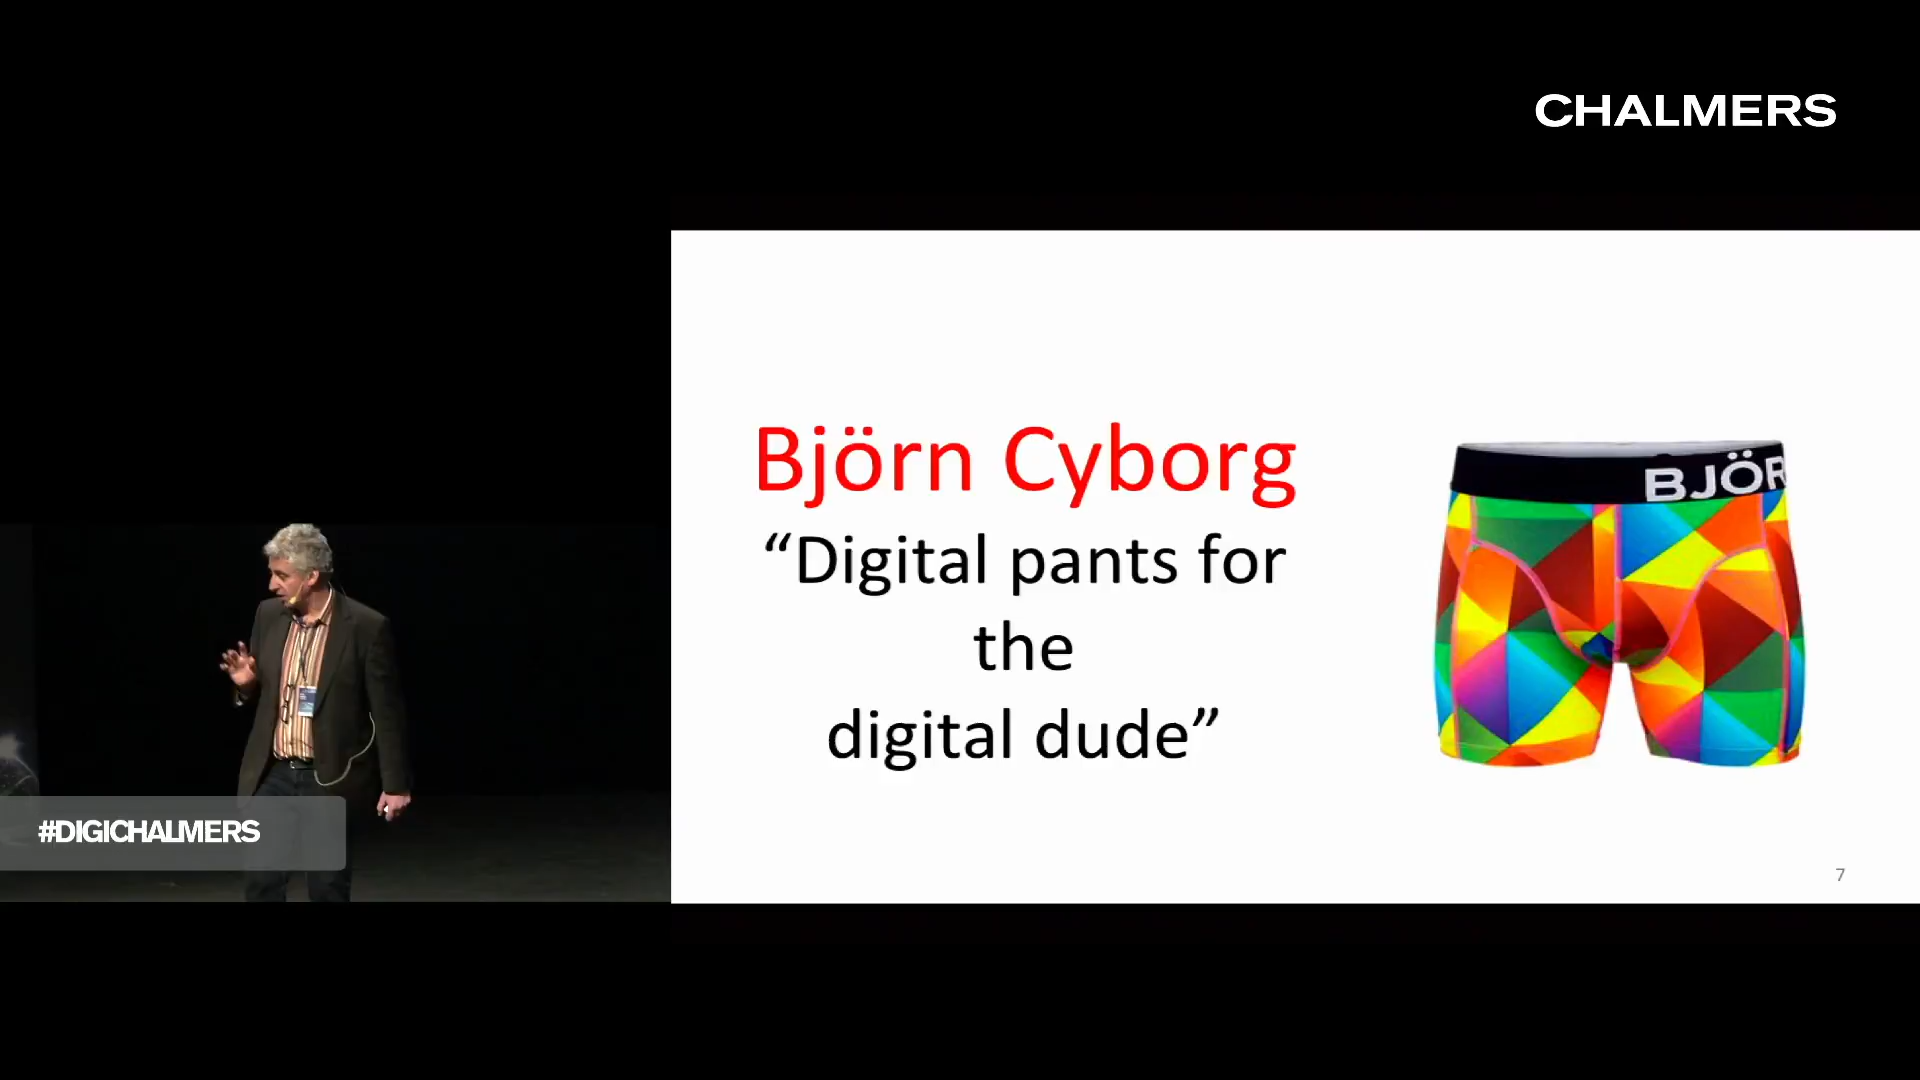 CHALMERS
Björn Cyborg
“Digital pants for
the
digital dude”
BJÖR
#DIGICHALMERS
7